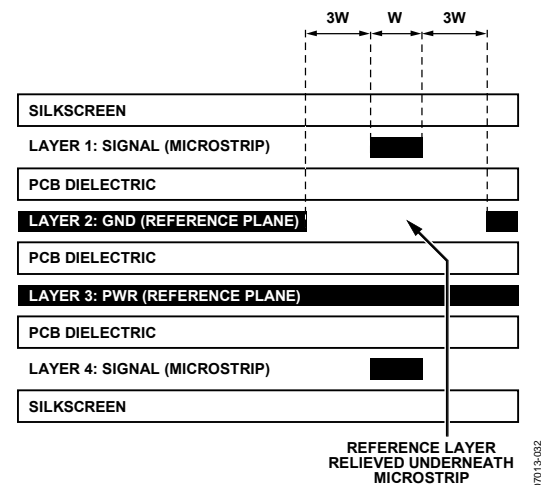 3W W 3W
SILKSCREEN
LAYER 1: SIGNAL (MICROSTRIP)
PCB DIELECTRIC
LAYER 2: GND (REFERENCE PLANE)
PCB DIELECTRIC
LAYER 3: PWR (REFERENCE PLANE)
PCB DIELECTRIC
LAYER 4: SIGNAL (MICROSTRIP)
SILKSCREEN
REFERENCE LAYER
RELIEVED UNDERNEATH
MICROSTRIP
07013-032